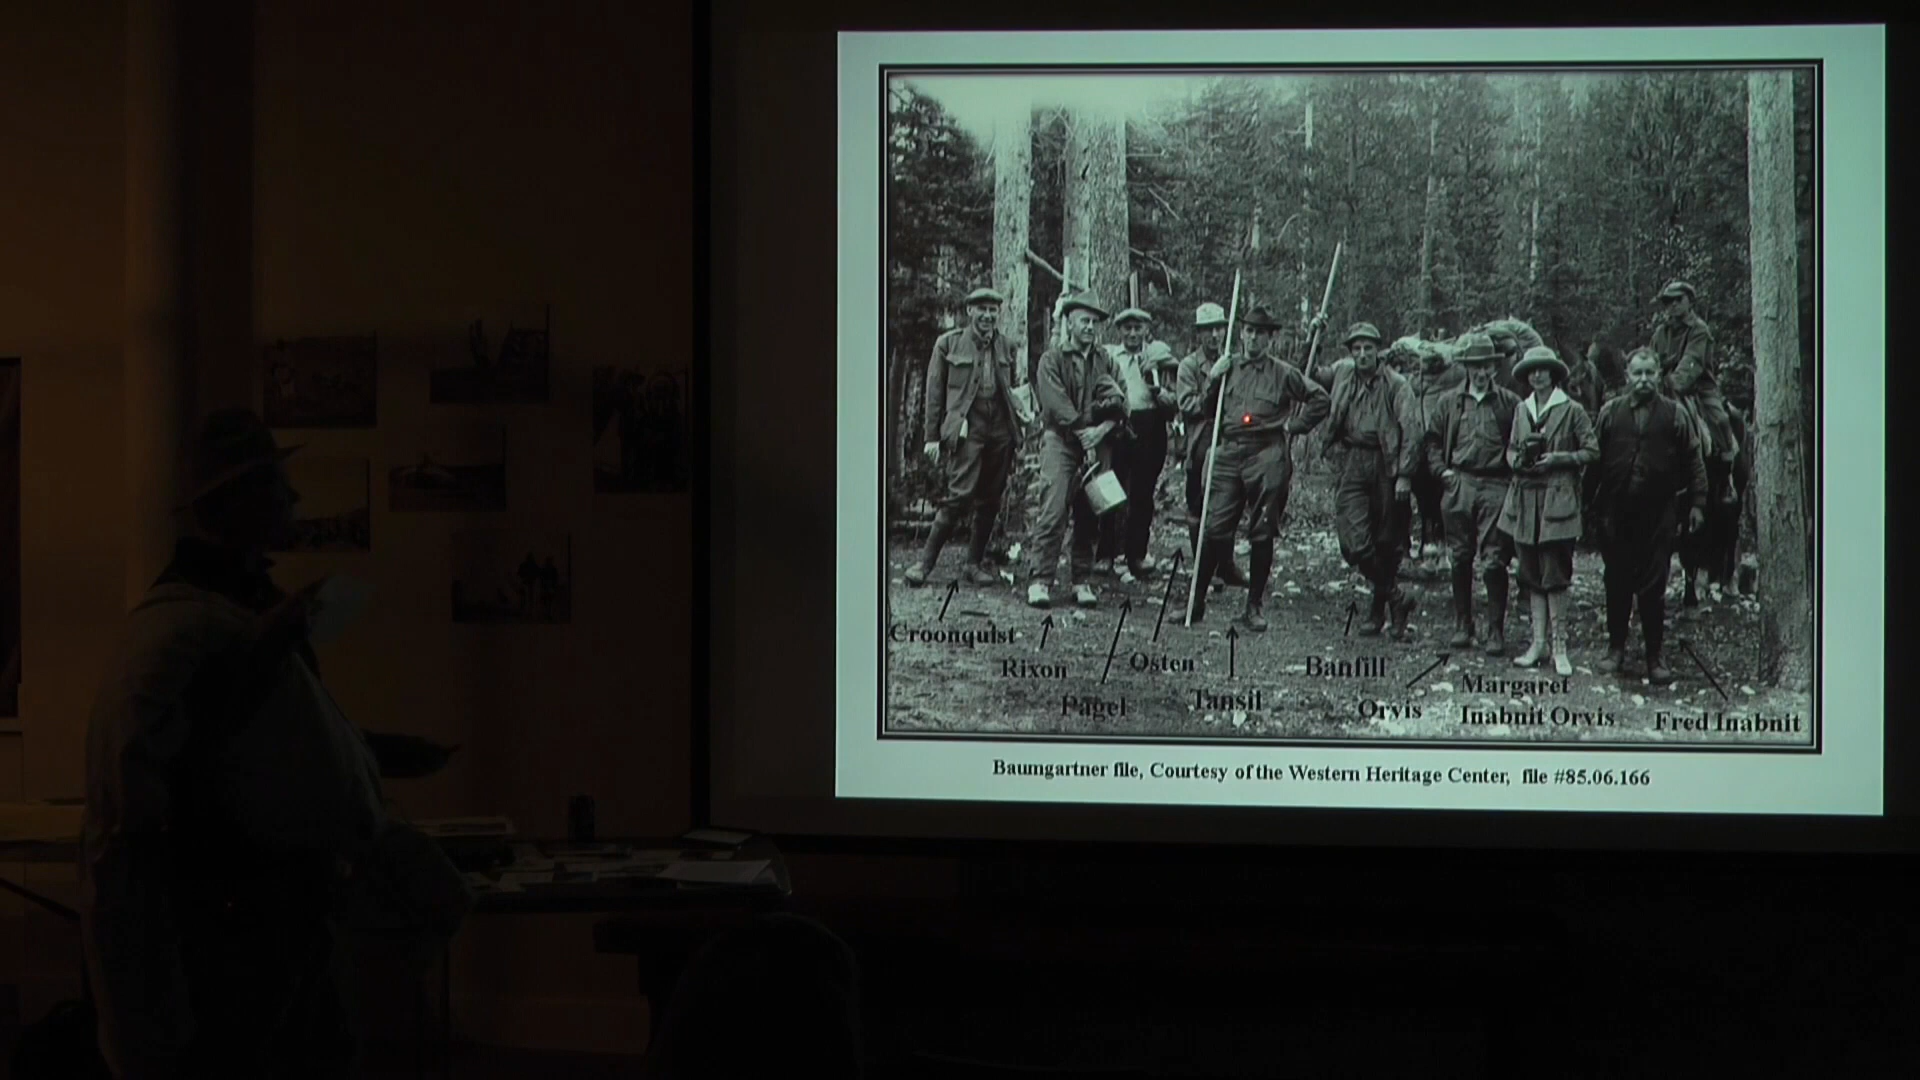 Croonquist
Rixon
Pagel
Osten
Tansil
Banfill
Orvis
Margaret
Inabnit Orvis
Fred Inabnit
Baumgartner file, Courtesy of the Western Heritage Center, file #85.06.166